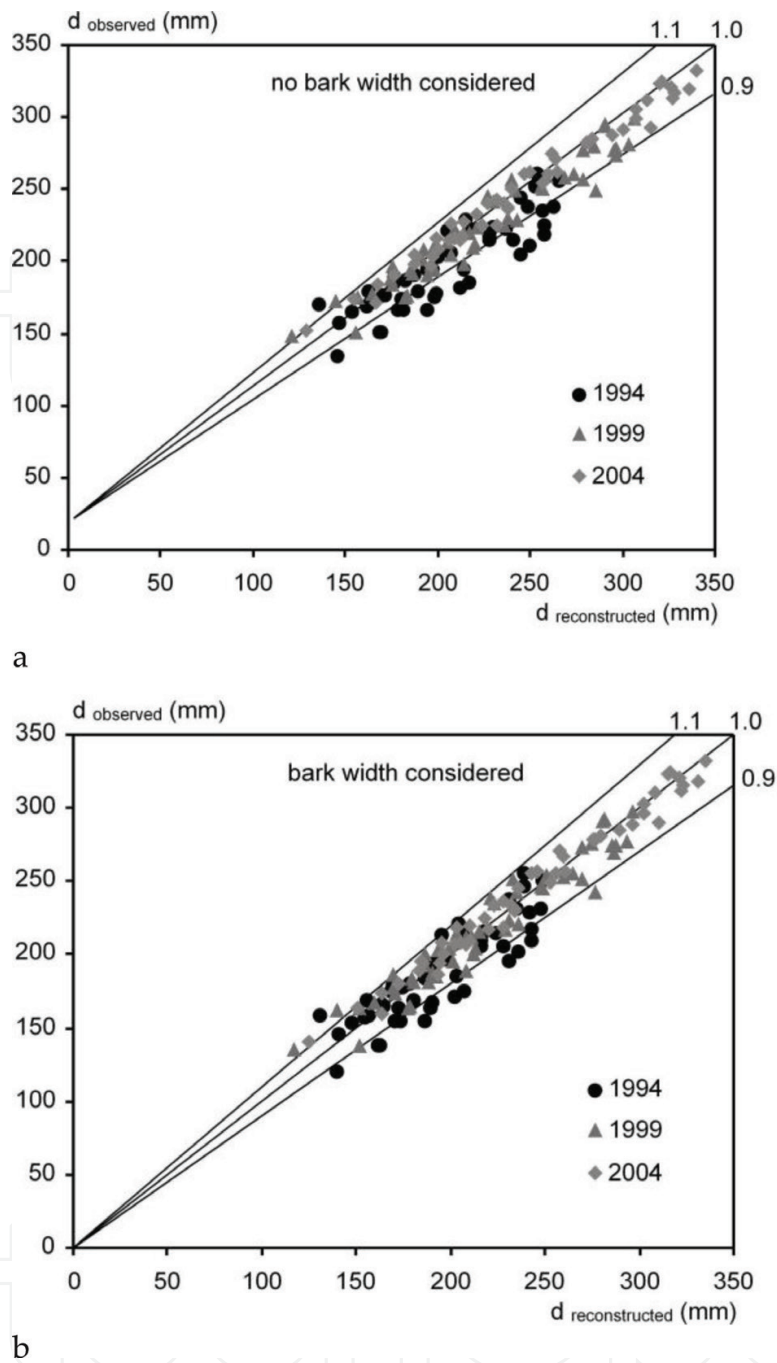 d observed (mm)
350
1.1
1.0
no bark width considered
0.9
300
250
200
150
1994
100
1999
50
2004
0
0 50 100 150 200 250 300 350
d reconstructed (mm)
a
d observed (mm)
350
1.1
1.0
bark width considered
0.9
300
250
200
150
1994
100
1999
50
2004
0
0 50 100 150 200 250 300 350
d reconstructed (mm)
b